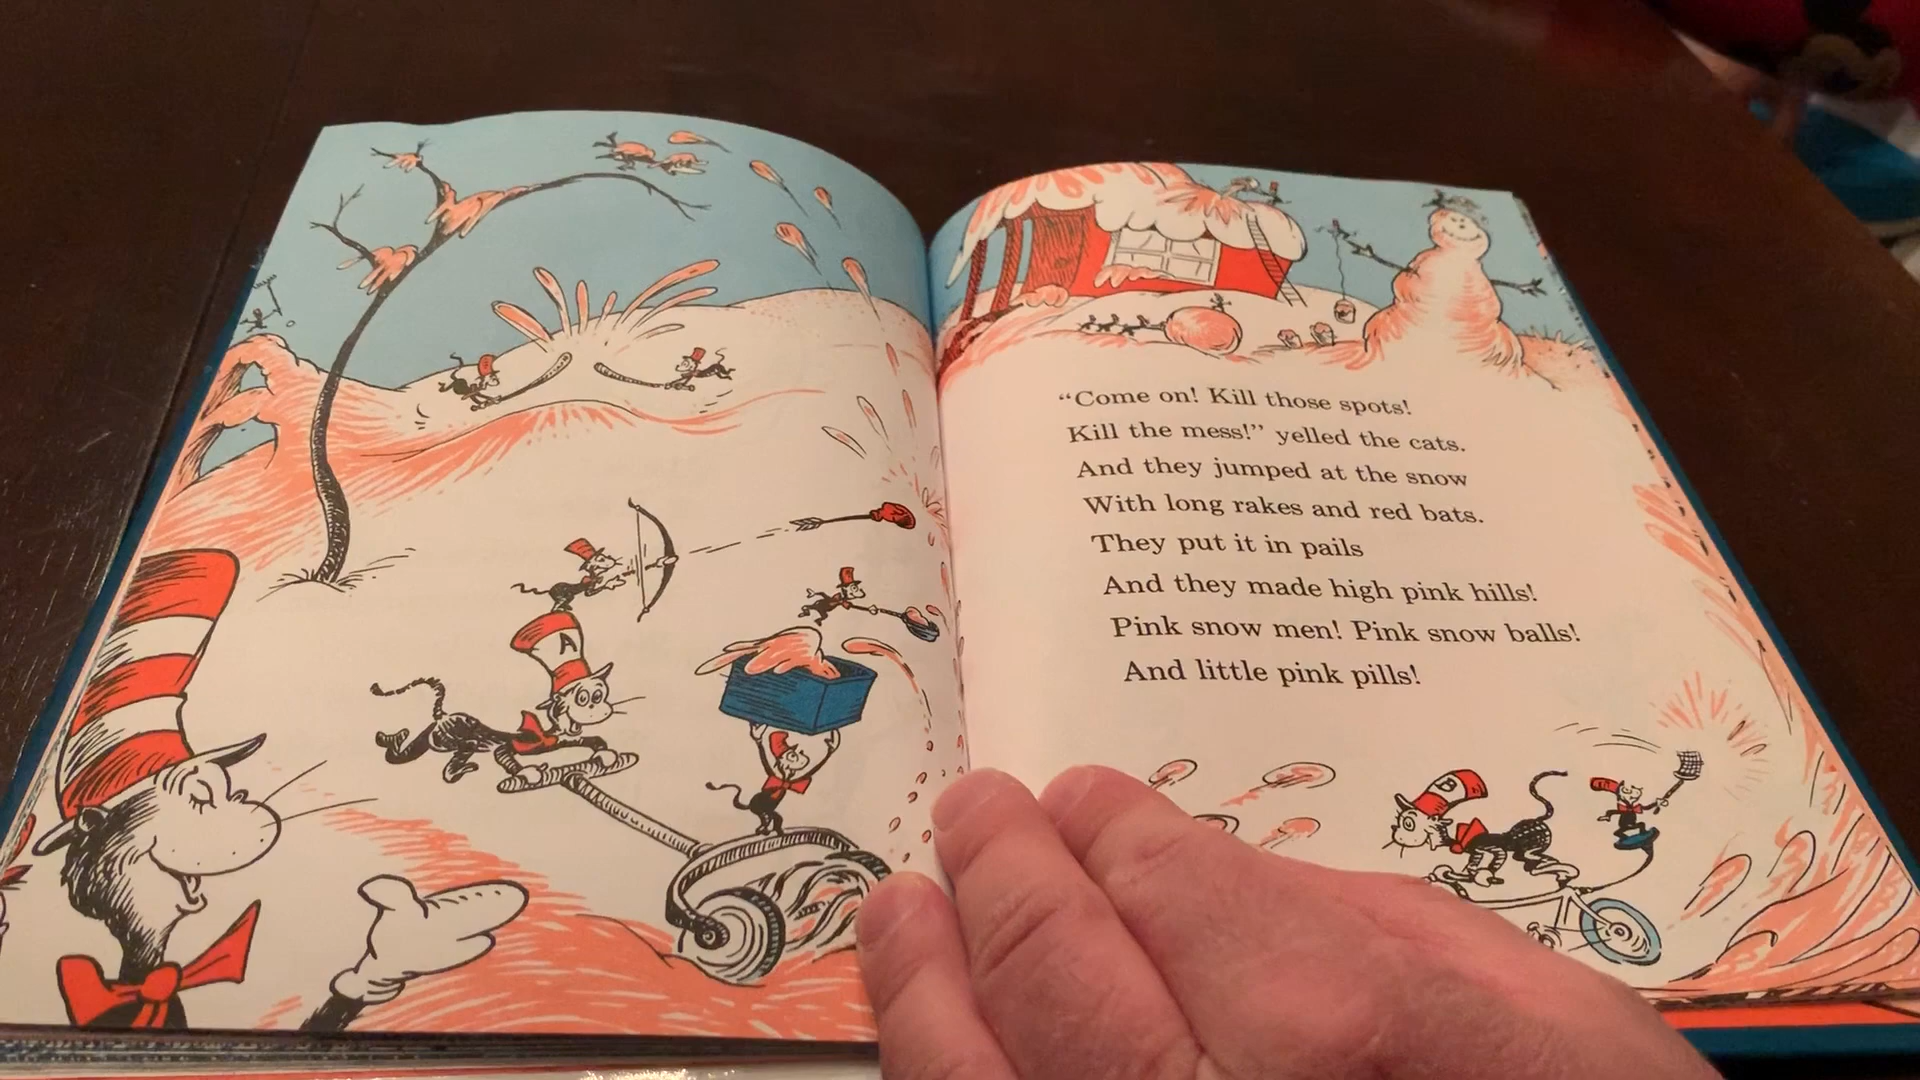 A
“Come on! Kill those spots!
Kill the mess!” yelled the cats.
And they jumped at the snow
With long rakes and red bats.
They put it in pails
And they made high pink hills!
Pink snow men! Pink snow balls!
And little pink pills!
B